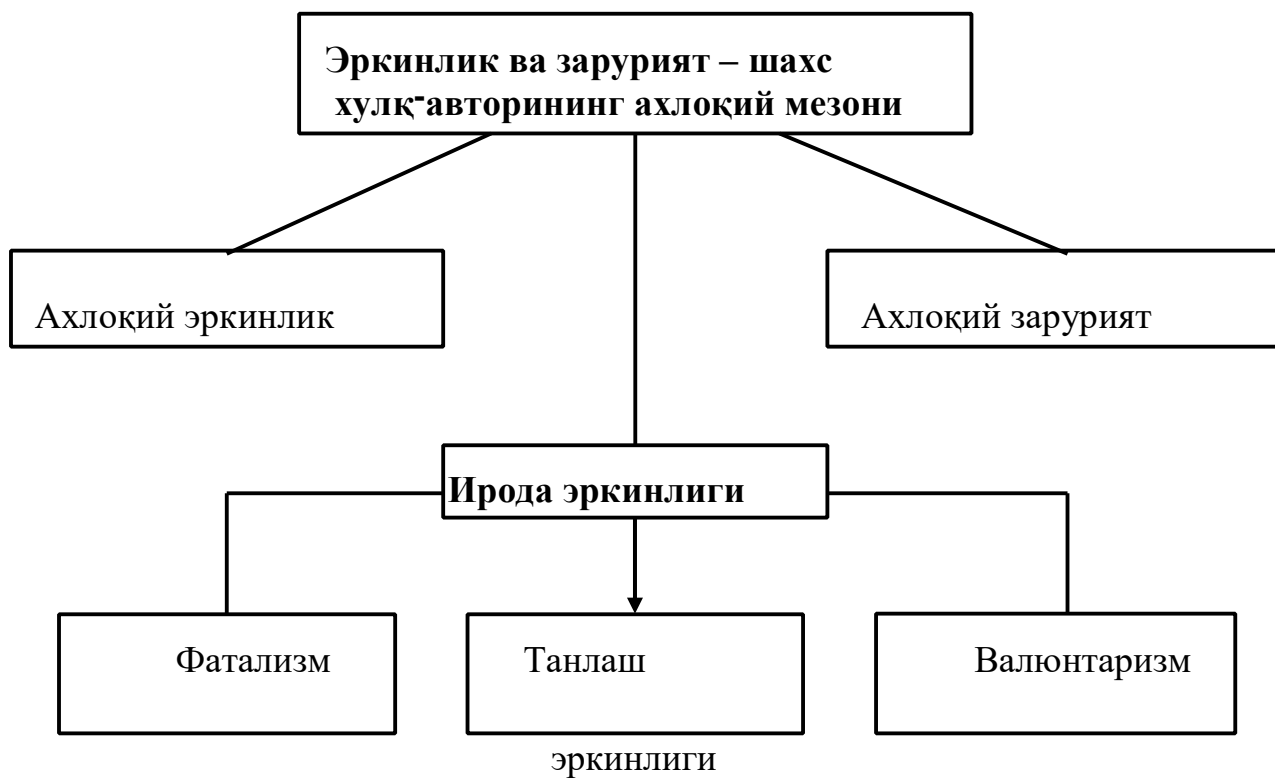 Эркинлик ва зарурият – шахс
хулқ-авторининг ахлоқий мезони
Ахлоқий эркинлик
Ахлоқий зарурият
Ирода эркинлиги
Фатализм
Танлаш
эркинлиги
Валюнтаризм